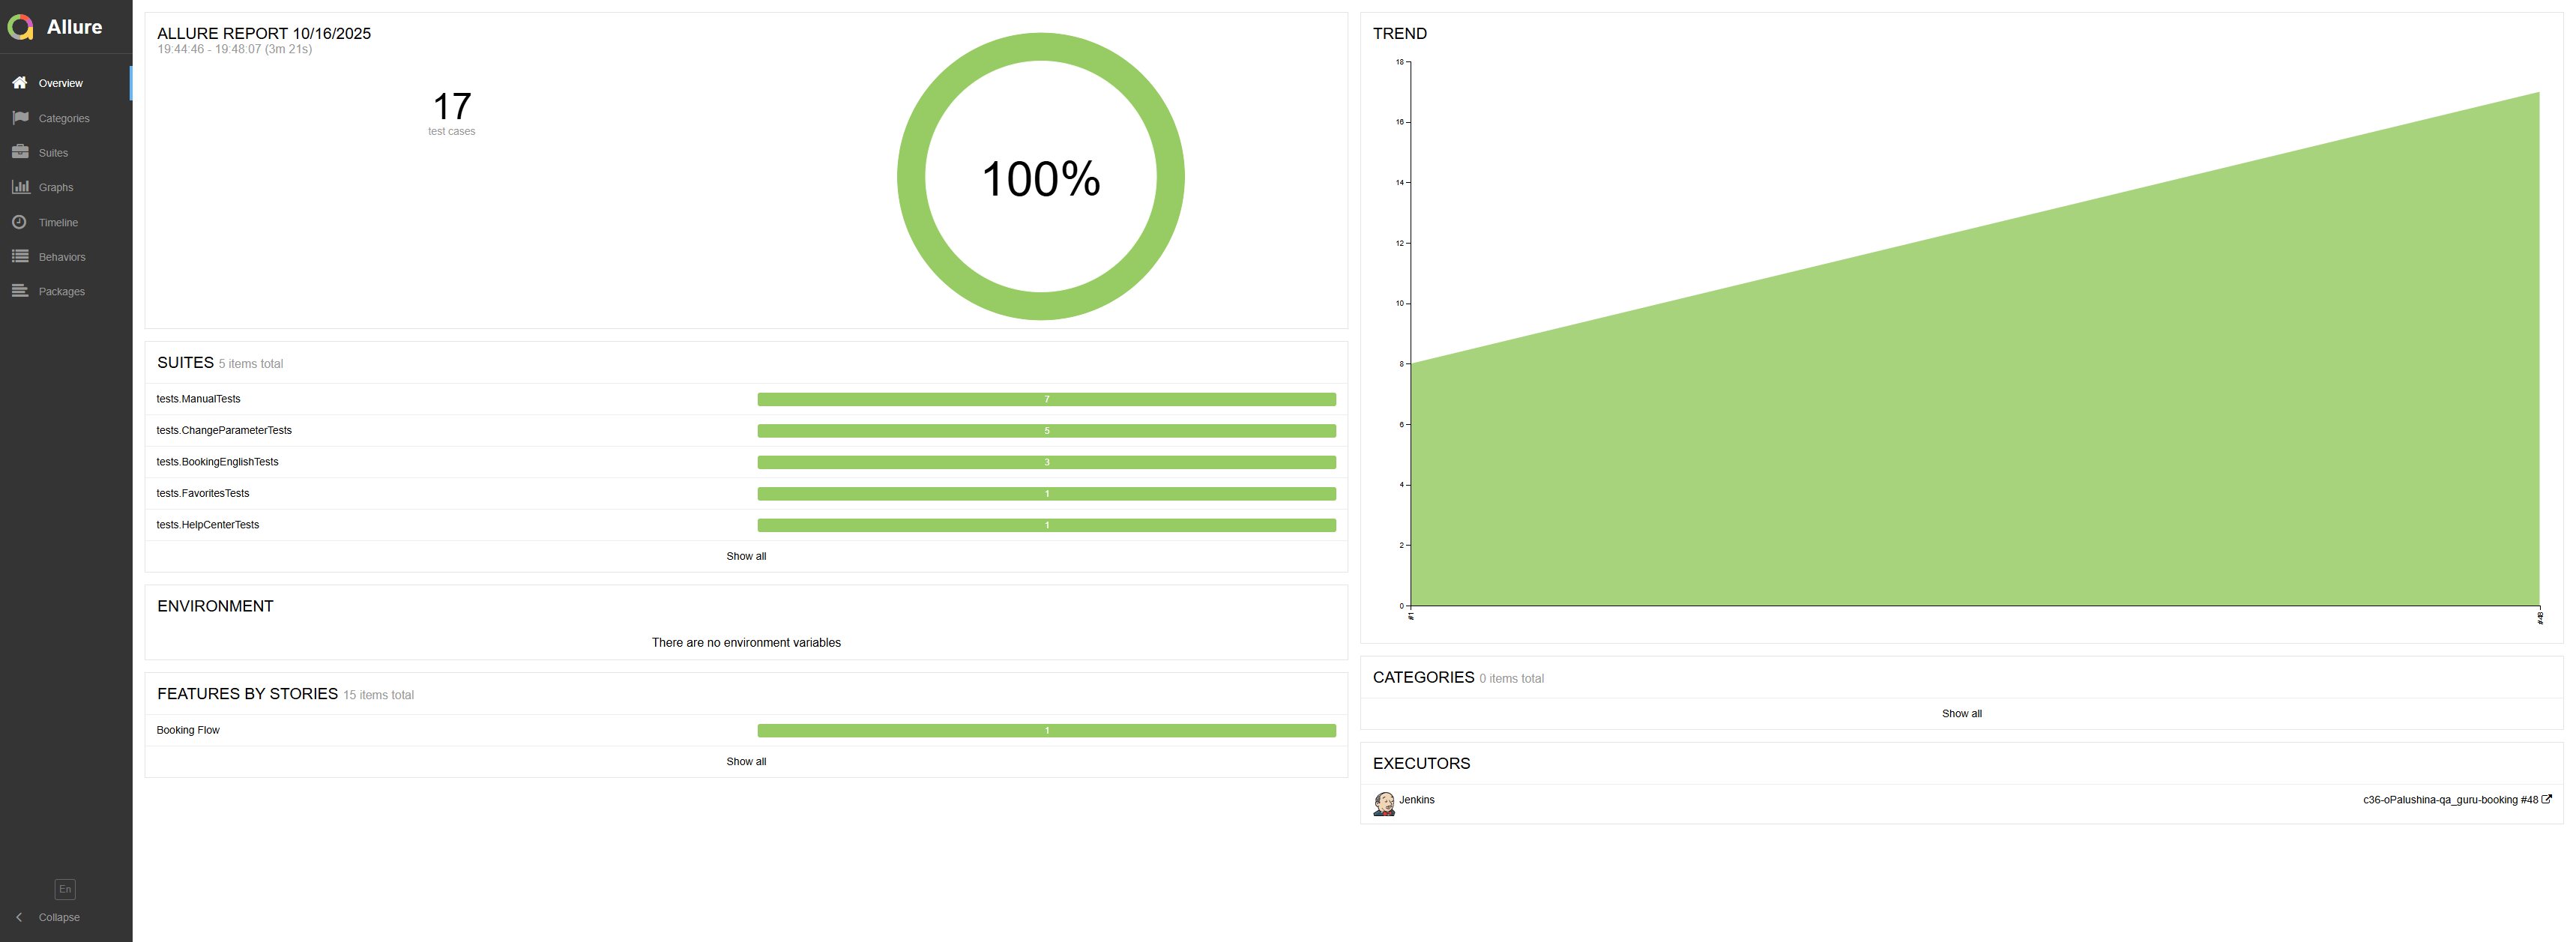 Allure
Overview
Categories
Suites
Graphs
Timeline
Behaviors
Packages
En
Collapse
ALLURE REPORT 10/16/2025
19:44:46 - 19:48:07 (3m 21s)
17
test cases
100%
SUITES 5 items total
tests.ManualTests 7
tests.ChangeParameterTests 5
tests.BookingEnglishTests 3
tests.FavoritesTests 1
tests.HelpCenterTests 1
Show all
ENVIRONMENT
There are no environment variables
FEATURES BY STORIES 15 items total
Booking Flow 1
Show all
TREND
18
16
14
12
10
8
6
4
2
0
#1
#48
CATEGORIES 0 items total
Show all
EXECUTORS
Jenkins c36-oPalushina-qa_guru-booking #48